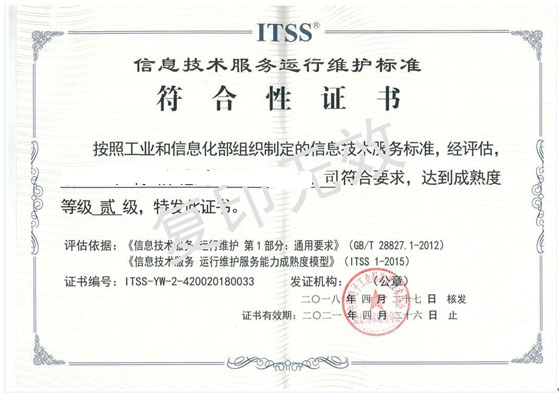 ITSS®
信息技术服务运行维护标准
符合性证书
按照工业和信息化部组织制定的信息技术服务标准，经评估，
司符合要求，达到成熟度
等级 贰 级，特发此证书。
评估依据：《信息技术服务 运行维护 第1部分：通用要求》（GB/T 28827.1-2012）
《信息技术服务 运行维护服务能力成熟度模型》（ITSS 1-2015）
证书编号：ITSS-YW-2-420020180033 发证机构： （公章）
二〇一八 年 四 月 二十七 日 核发
证书有效期：二〇二一 年 四 月 二十六 日 止
复印无效